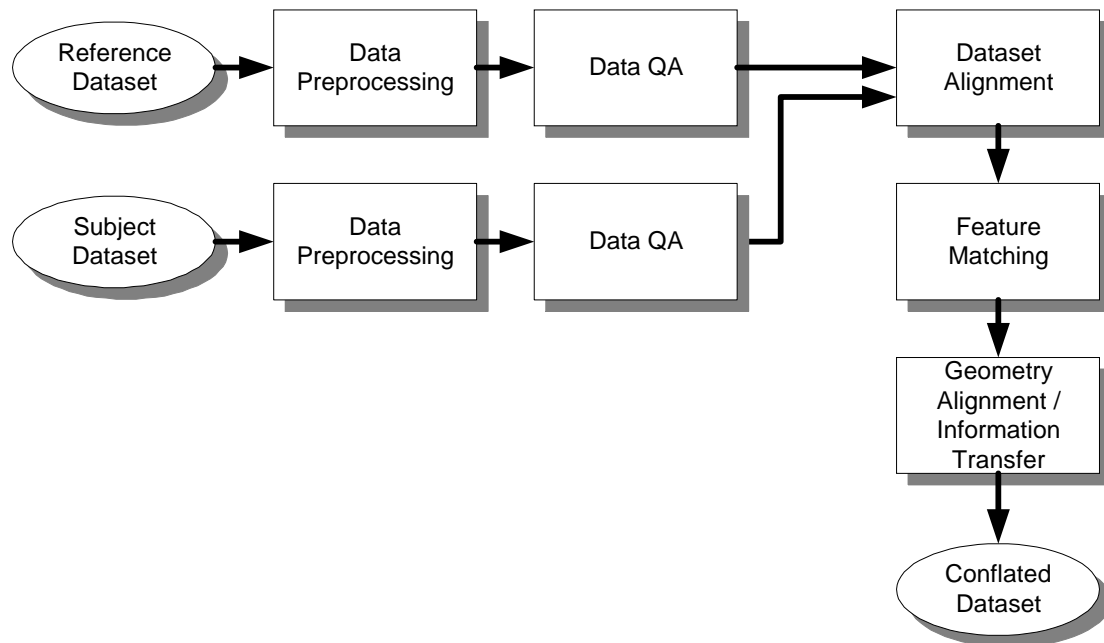 Reference
Dataset
Data
Preprocessing
Data QA
Dataset
Alignment
Subject
Dataset
Data
Preprocessing
Data QA
Feature
Matching
Geometry
Alignment /
Information
Transfer
Conflated
Dataset